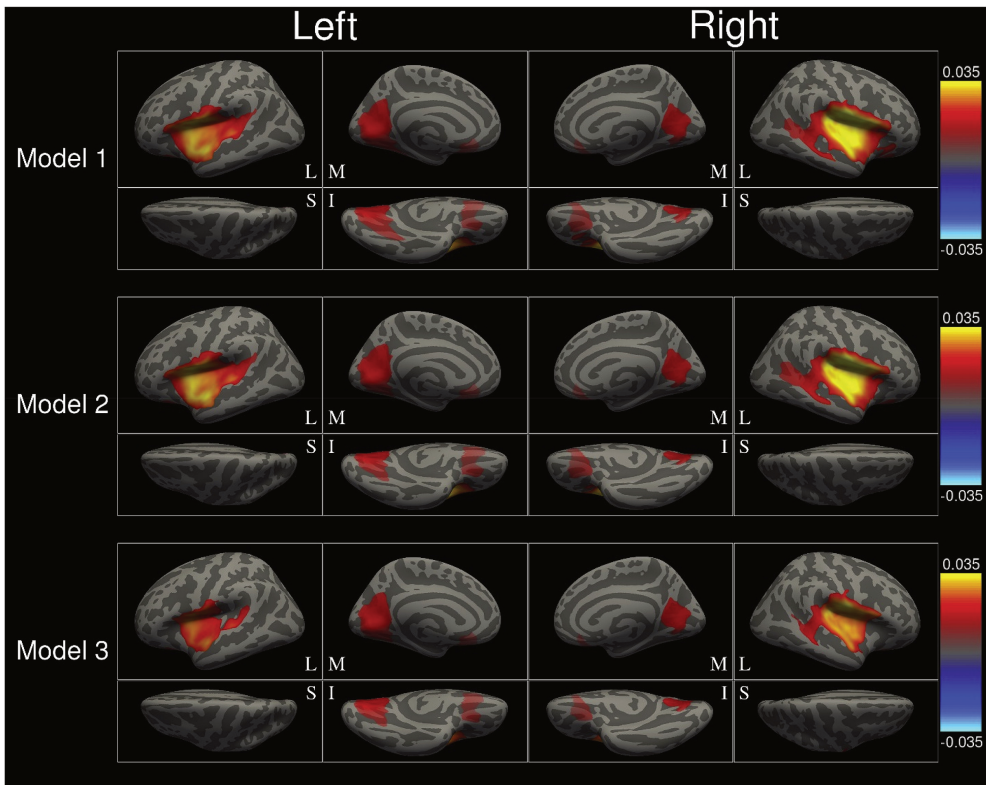 Left Right
Model 1
L M M L
S I I S
0.035
-0.035
Model 2
L M M L
S I I S
0.035
-0.035
Model 3
L M M L
S I I S
0.035
-0.035